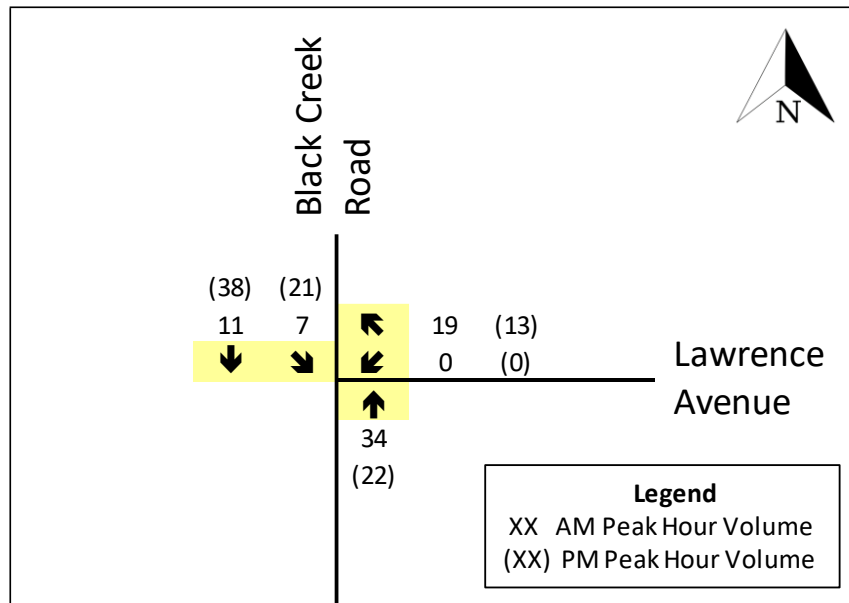 Black Creek
Road
N
(38) (21)
11 7
19 (13)
0 (0)
Lawrence
Avenue
34
(22)
Legend
XX AM Peak Hour Volume
(XX) PM Peak Hour Volume